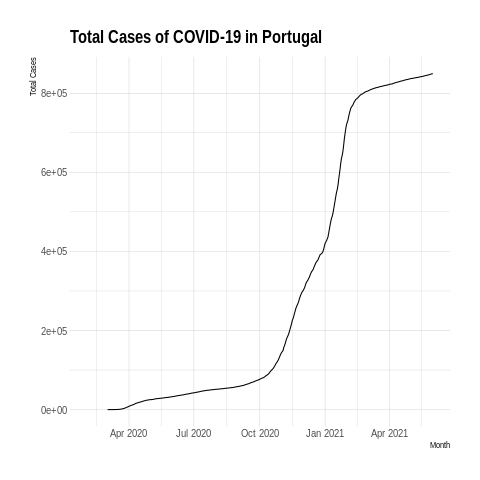 Total Cases of COVID-19 in Portugal
Total Cases
8e+05
6e+05
4e+05
2e+05
0e+00
Apr 2020 Jul 2020 Oct 2020 Jan 2021 Apr 2021
Month